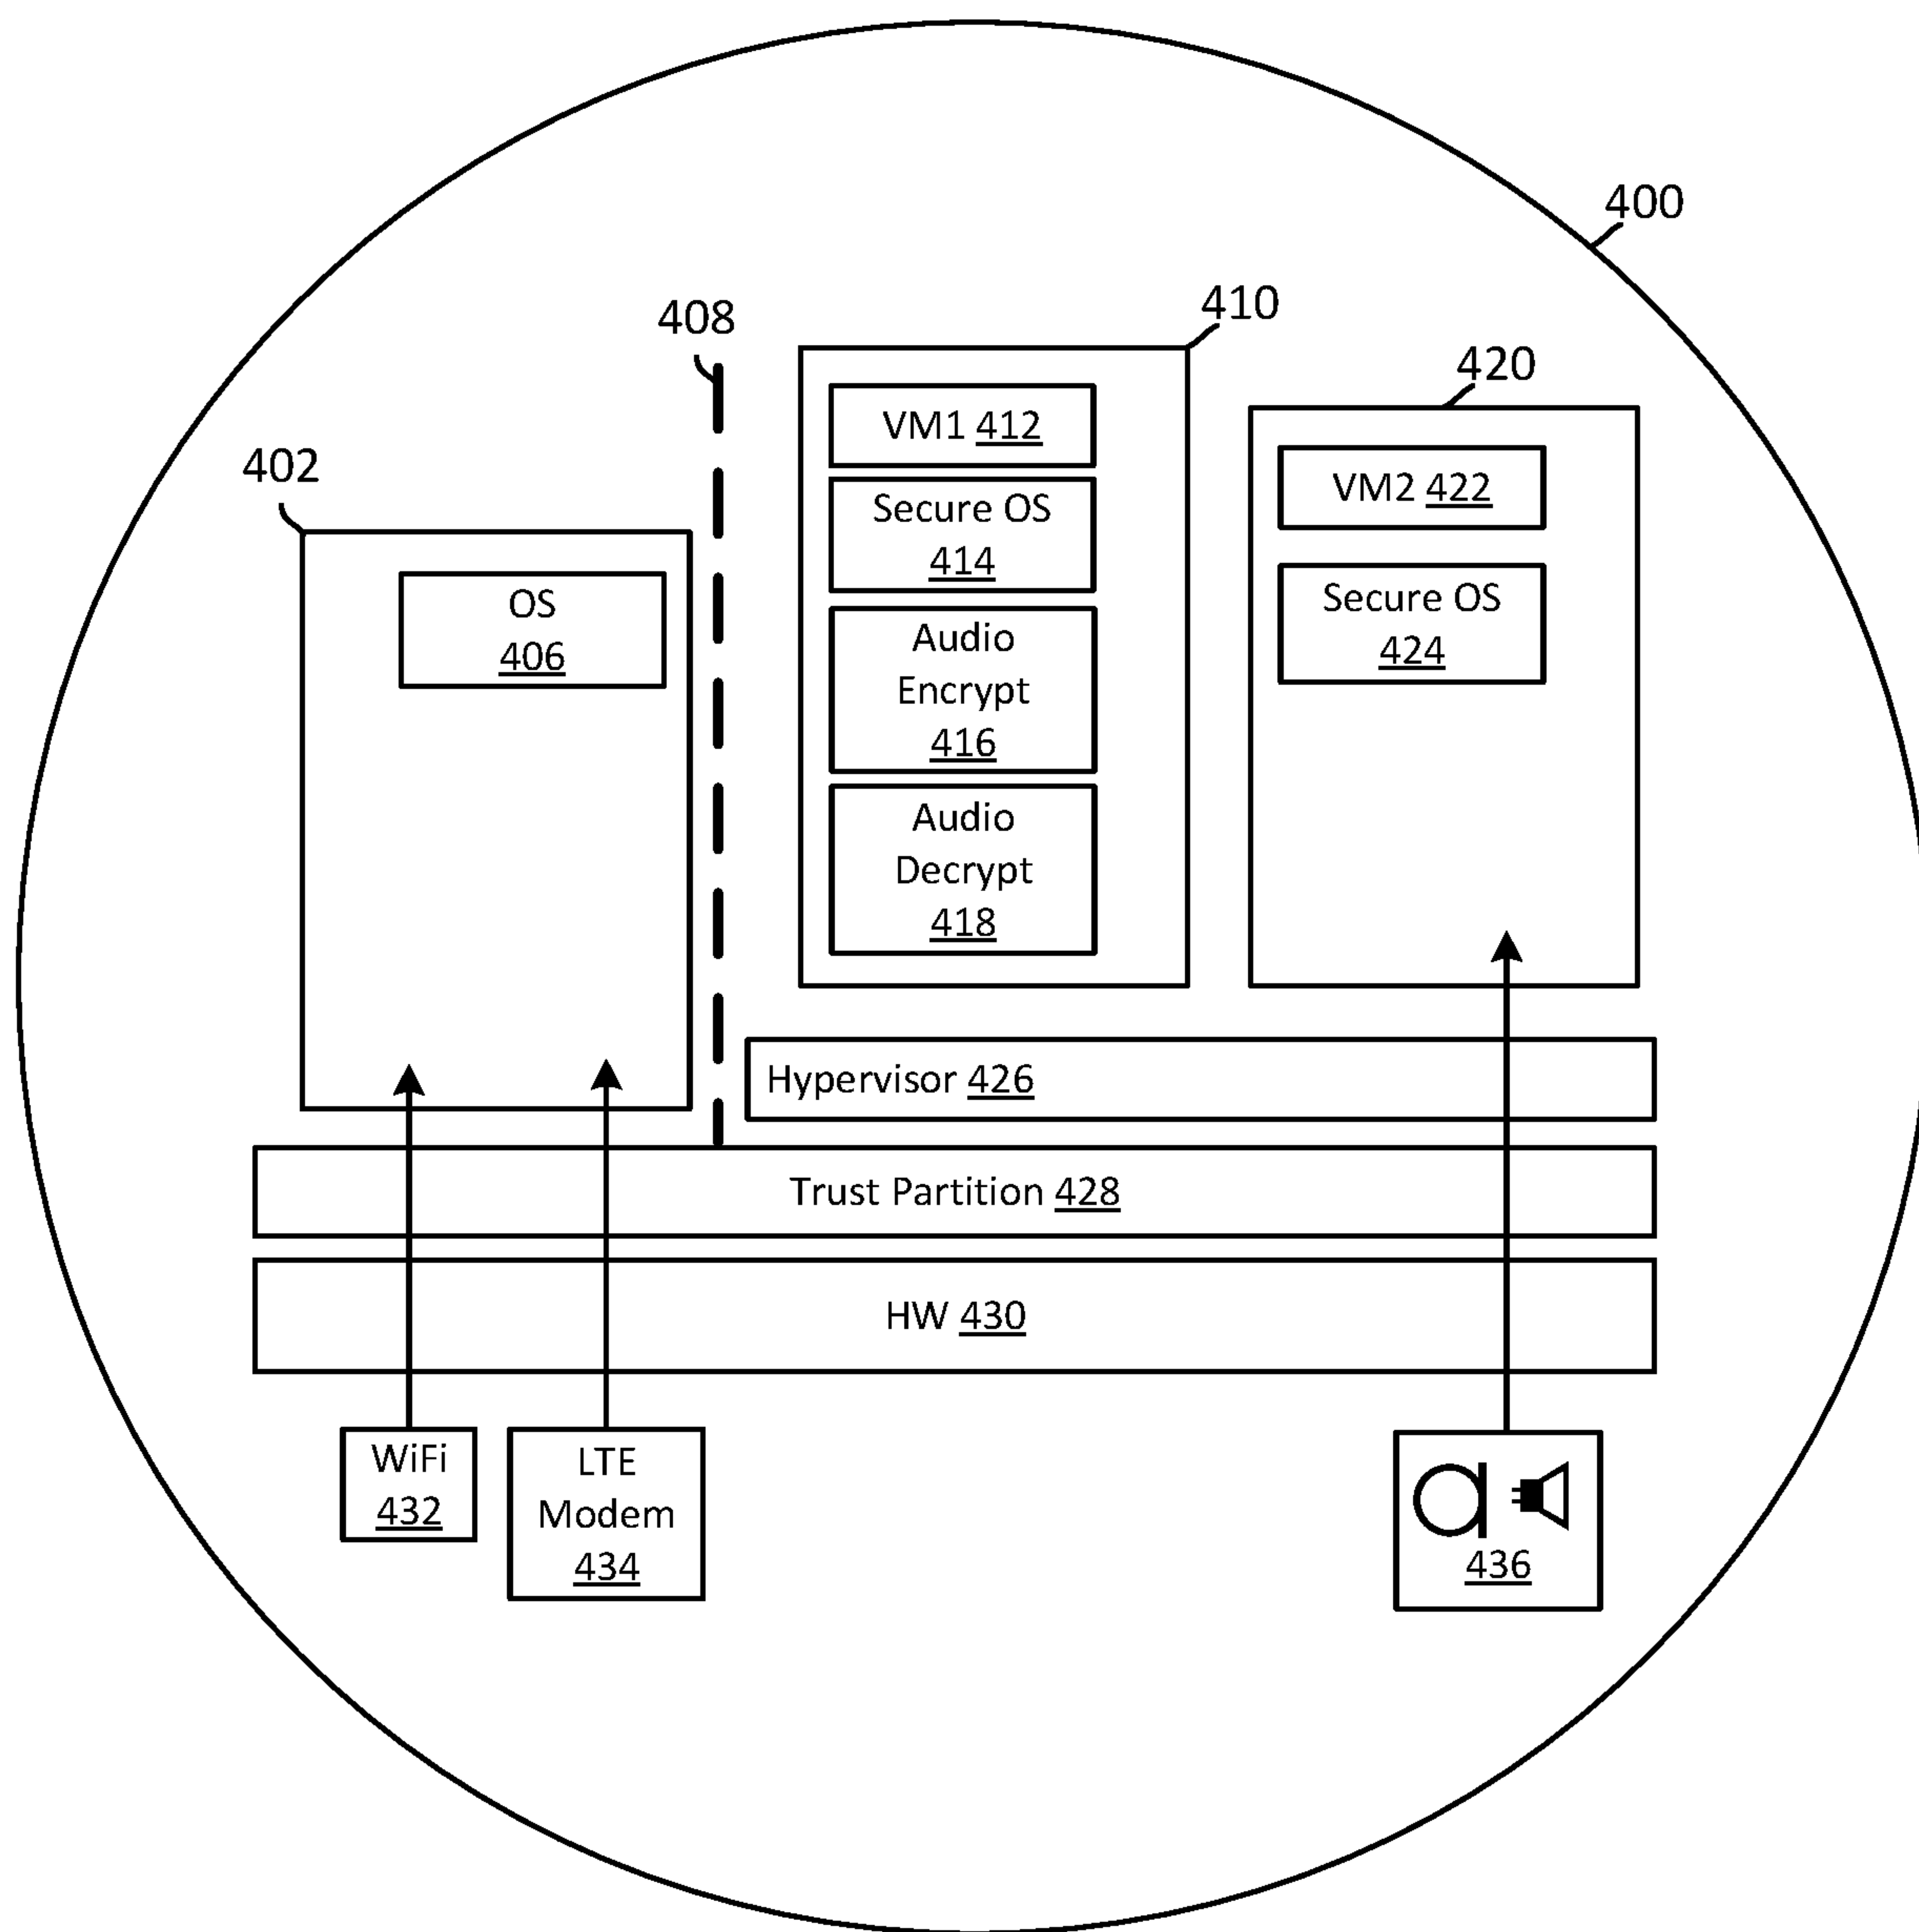 400
408
410
420
402
VM1 412
Secure OS
414
Audio
Encrypt
416
Audio
Decrypt
418
VM2 422
Secure OS
424
OS
406
Hypervisor 426
Trust Partition 428
HW 430
WiFi
432
LTE
Modem
434
436